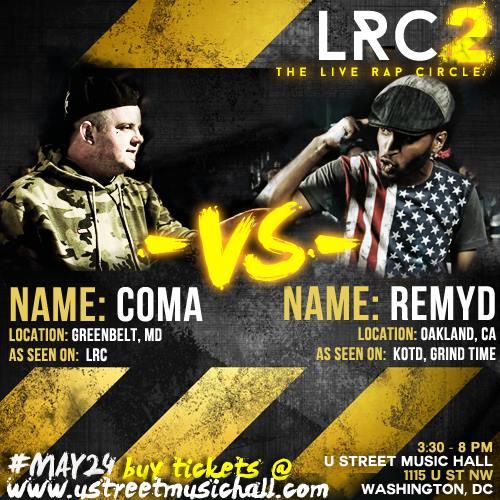 LRC2
THE LIVE RAP CIRCLE
-VS.-
NAME: COMA
LOCATION: GREENBELT, MD
AS SEEN ON: LRC
NAME: REMYD
LOCATION: OAKLAND, CA
AS SEEN ON: KOTD, GRIND TIME
#MAY24 buy tickets @
www.ustreetmusichall.com
3:30 - 8 PM
U STREET MUSIC HALL
1115 U ST NW
WASHINGTON, DC